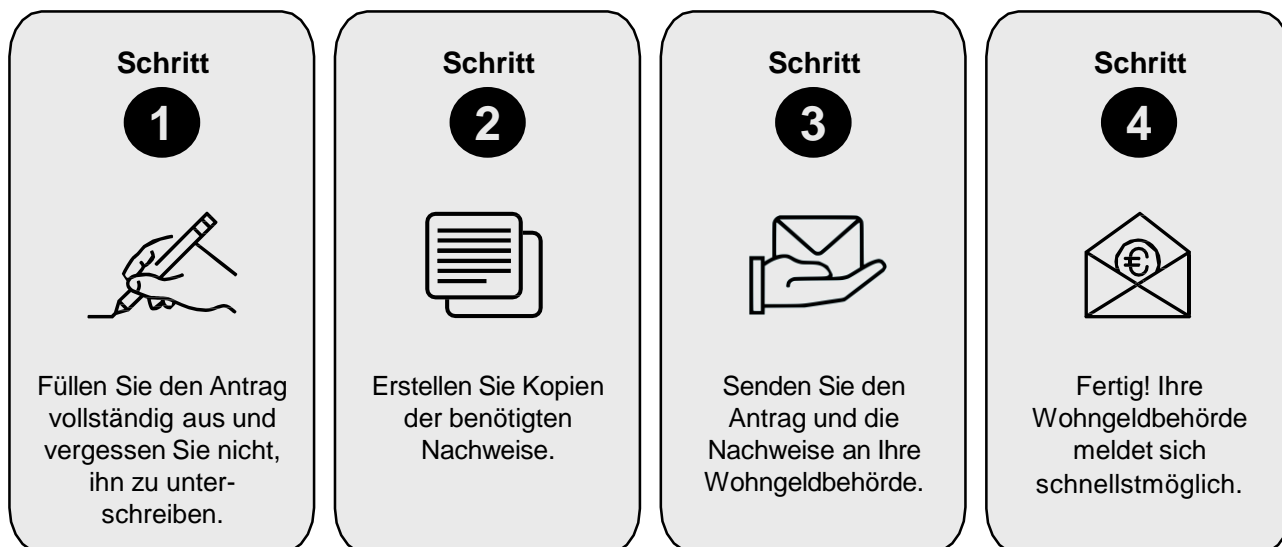 Schritt
1
Füllen Sie den Antrag
vollständig aus und
vergessen Sie nicht,
ihn zu unter-
schreiben.
Schritt
2
Erstellen Sie Kopien
der benötigten
Nachweise.
Schritt
3
Senden Sie den
Antrag und die
Nachweise an Ihre
Wohngeldbehörde.
Schritt
4
€
Fertig! Ihre
Wohngeldbehörde
meldet sich
schnellstmöglich.